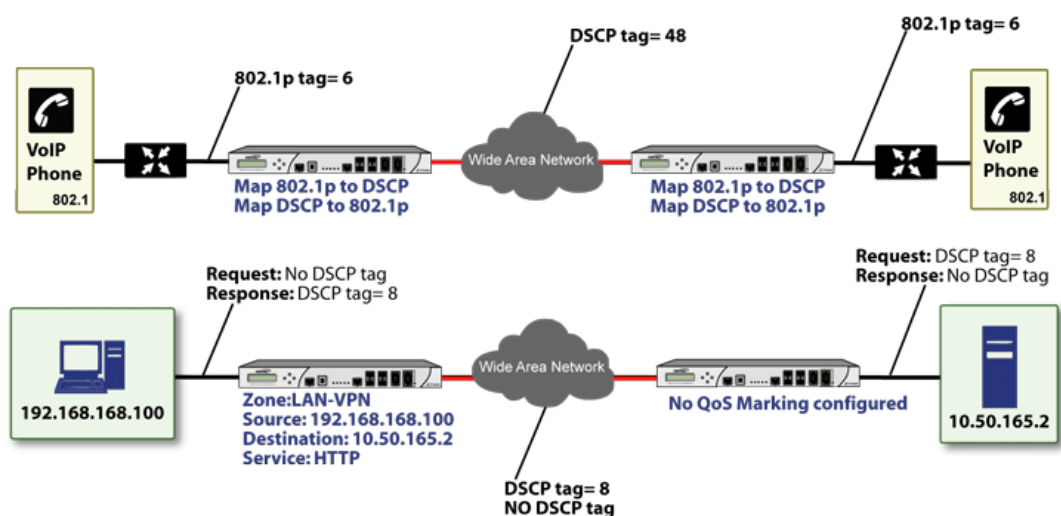 DSCP tag= 48
802.1p tag= 6
802.1p tag= 6
VoIP
Phone
802.1
Wide Area Network
VoIP
Phone
802.1
Map 802.1p to DSCP
Map DSCP to 802.1p
Map 802.1p to DSCP
Map DSCP to 802.1p
Request: No DSCP tag
Response: DSCP tag= 8
Request: DSCP tag= 8
Response: No DSCP tag
192.168.168.100
Wide Area Network
Zone:LAN-VPN
Source: 192.168.168.100
Destination: 10.50.165.2
Service: HTTP
No QoS Marking configured
10.50.165.2
DSCP tag= 8
NO DSCP tag